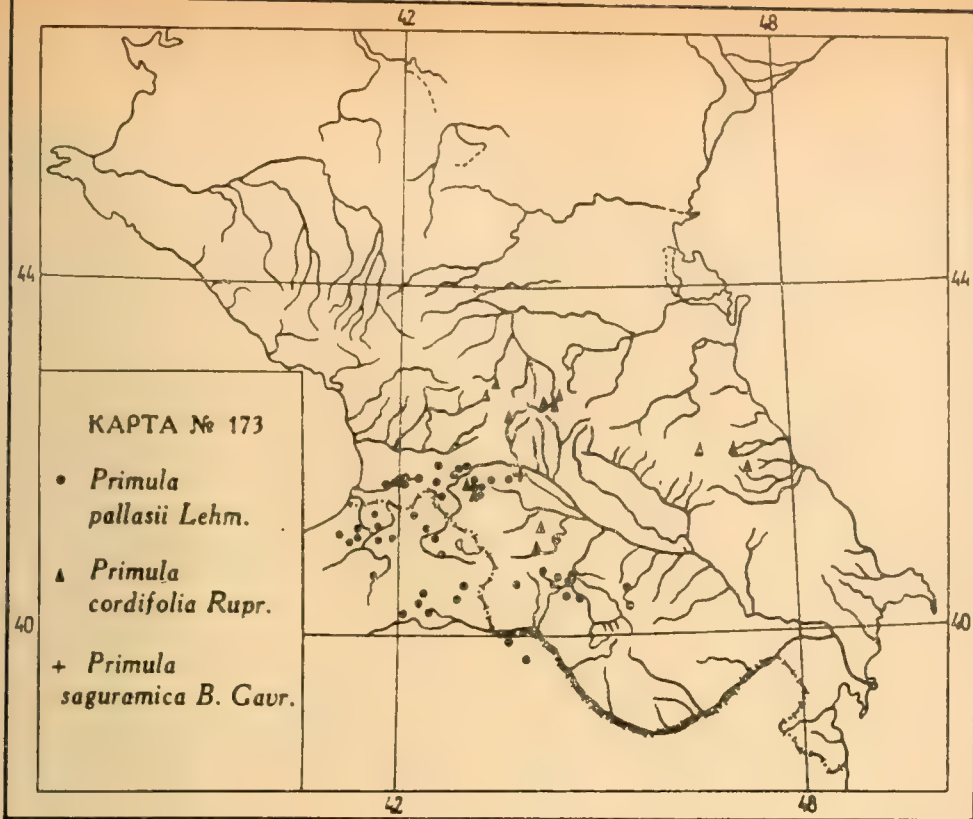 42 48
44 44
КАРТА № 173
Primula
pallasii Lehm.
Primula
cordifolia Rupr.
40 40
Primula
saguramica B. Gavr.
42 48